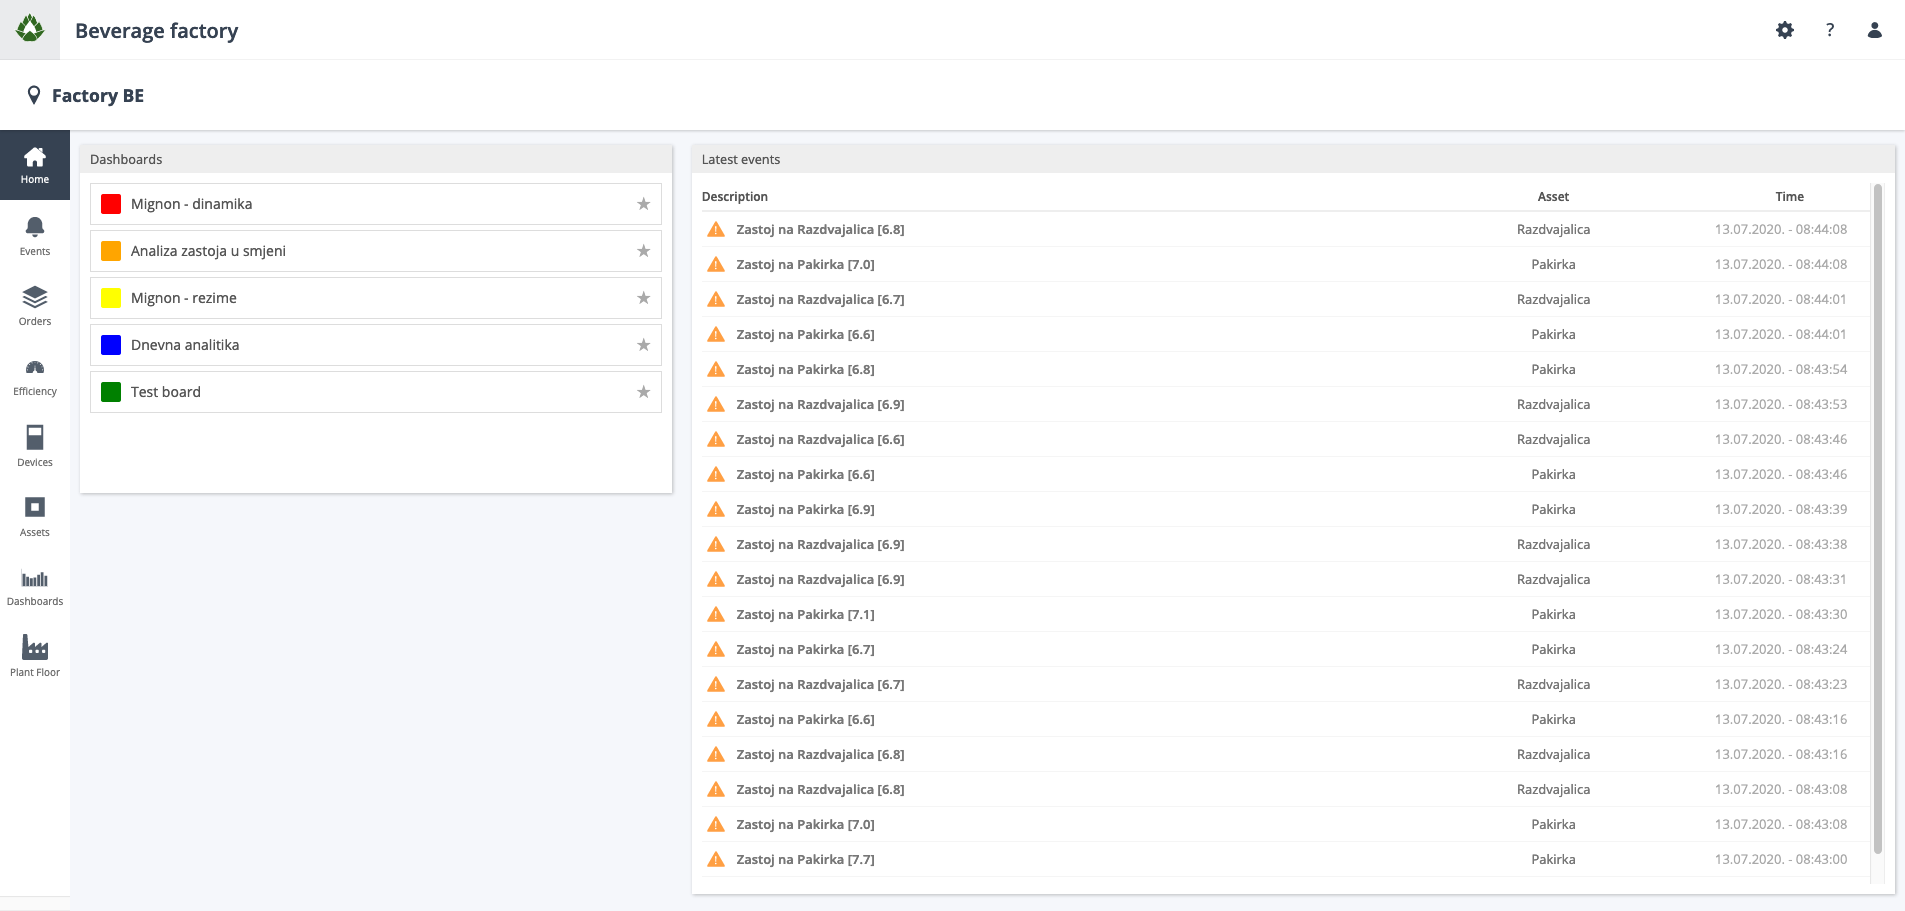 Beverage factory
?
Factory BE
Home
Events
Orders
Efficiency
Devices
Assets
Dashboards
Plant Floor
Dashboards
Mignon - dinamika
Analiza zastoja u smjeni
Mignon - rezime
Dnevna analitika
Test board
Latest events
Description Asset Time
Zastoj na Razdvajalica [6.8] Razdvajalica 13.07.2020. - 08:44:08
Zastoj na Pakirka [7.0] Pakirka 13.07.2020. - 08:44:08
Zastoj na Razdvajalica [6.7] Razdvajalica 13.07.2020. - 08:44:01
Zastoj na Pakirka [6.6] Pakirka 13.07.2020. - 08:44:01
Zastoj na Pakirka [6.8] Pakirka 13.07.2020. - 08:43:54
Zastoj na Razdvajalica [6.9] Razdvajalica 13.07.2020. - 08:43:53
Zastoj na Razdvajalica [6.6] Razdvajalica 13.07.2020. - 08:43:46
Zastoj na Pakirka [6.6] Pakirka 13.07.2020. - 08:43:46
Zastoj na Pakirka [6.9] Pakirka 13.07.2020. - 08:43:39
Zastoj na Razdvajalica [6.9] Razdvajalica 13.07.2020. - 08:43:38
Zastoj na Razdvajalica [6.9] Razdvajalica 13.07.2020. - 08:43:31
Zastoj na Pakirka [7.1] Pakirka 13.07.2020. - 08:43:30
Zastoj na Pakirka [6.7] Pakirka 13.07.2020. - 08:43:24
Zastoj na Razdvajalica [6.7] Razdvajalica 13.07.2020. - 08:43:23
Zastoj na Pakirka [6.6] Pakirka 13.07.2020. - 08:43:16
Zastoj na Razdvajalica [6.8] Razdvajalica 13.07.2020. - 08:43:16
Zastoj na Razdvajalica [6.8] Razdvajalica 13.07.2020. - 08:43:08
Zastoj na Pakirka [7.0] Pakirka 13.07.2020. - 08:43:08
Zastoj na Pakirka [7.7] Pakirka 13.07.2020. - 08:43:00